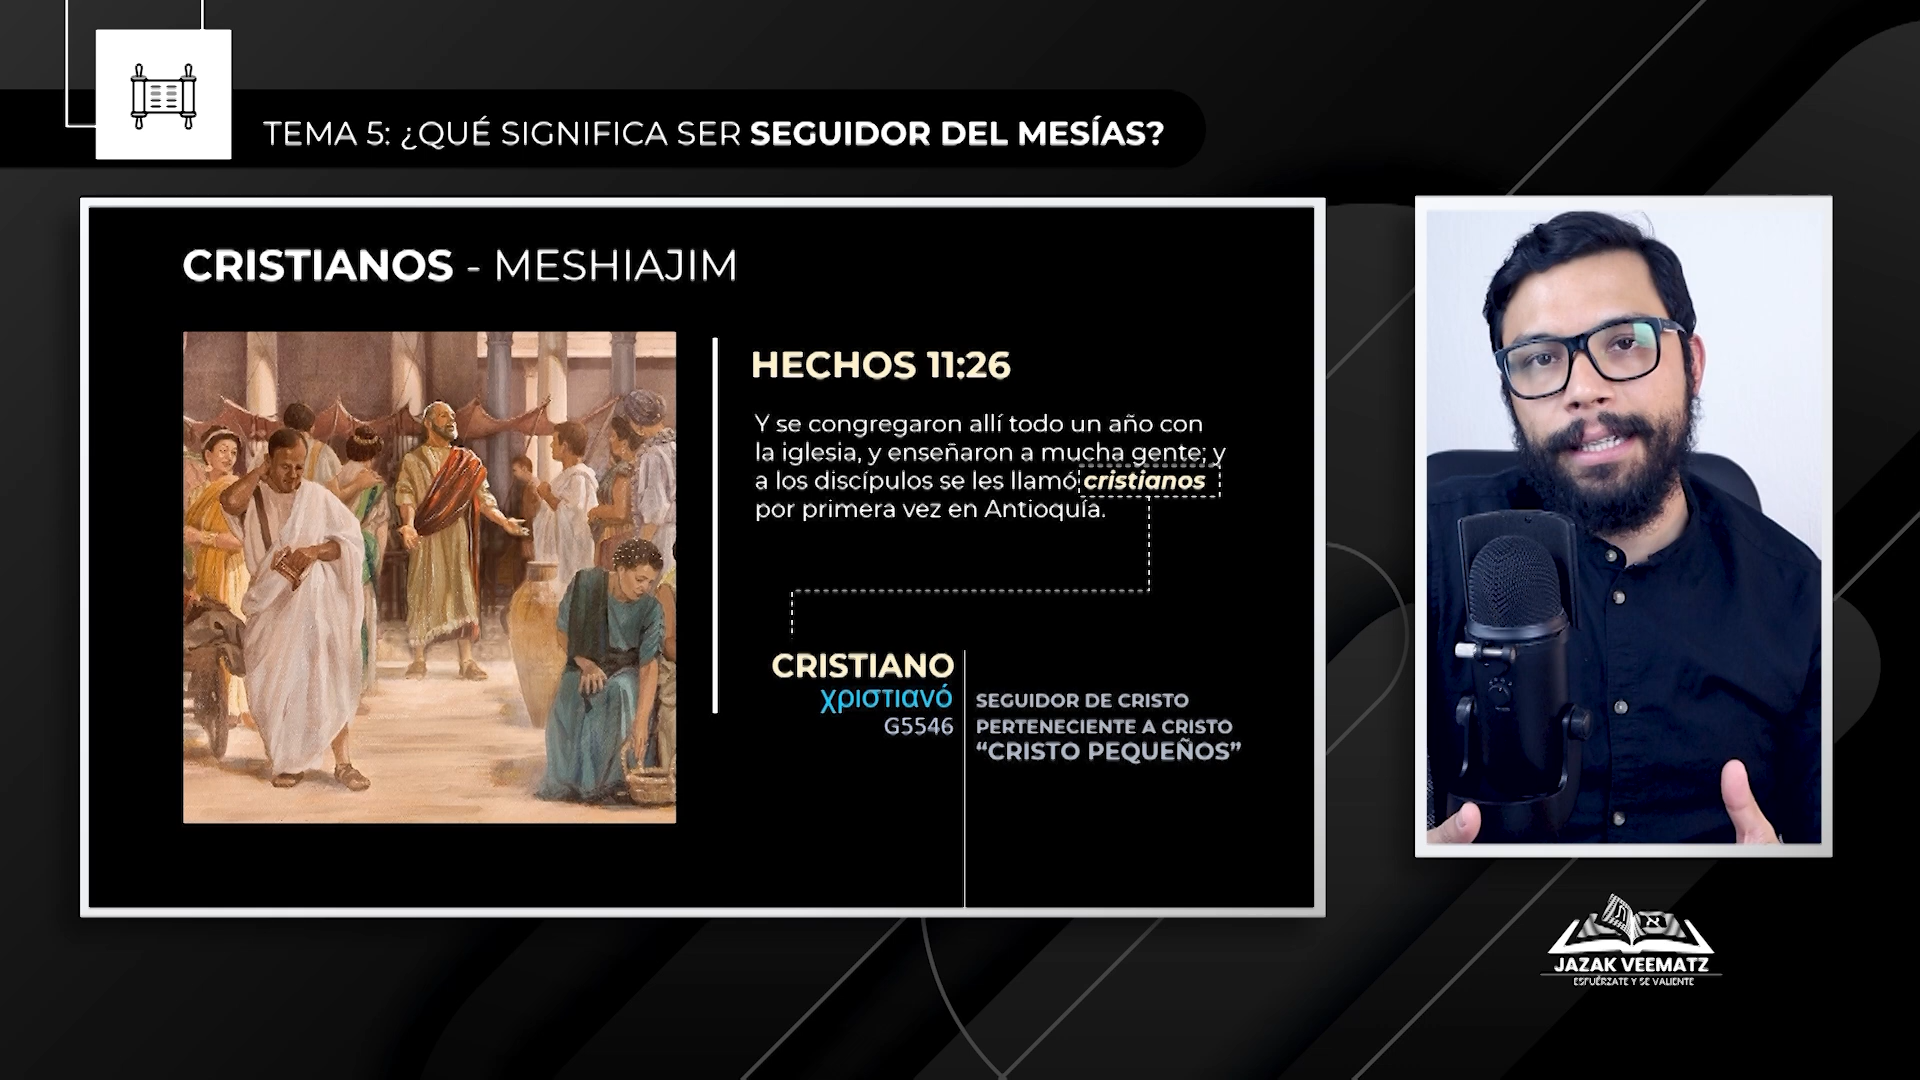 TEMA 5: ¿QUÉ SIGNIFICA SER SEGUIDOR DEL MESÍAS?
CRISTIANOS - MESHIAJIM
HECHOS 11:26
Y se congregaron allí todo un año con
la iglesia, y enseñaron a mucha gente; y
a los discípulos se les llamó cristianos
por primera vez en Antioquía.
CRISTIANO
χριστιανό
G5546
SEGUIDOR DE CRISTO
PERTENECIENTE A CRISTO
“CRISTO PEQUEÑOS”
JAZAK VEEMATZ
ESFUÉRZATE Y SE VALIENTE